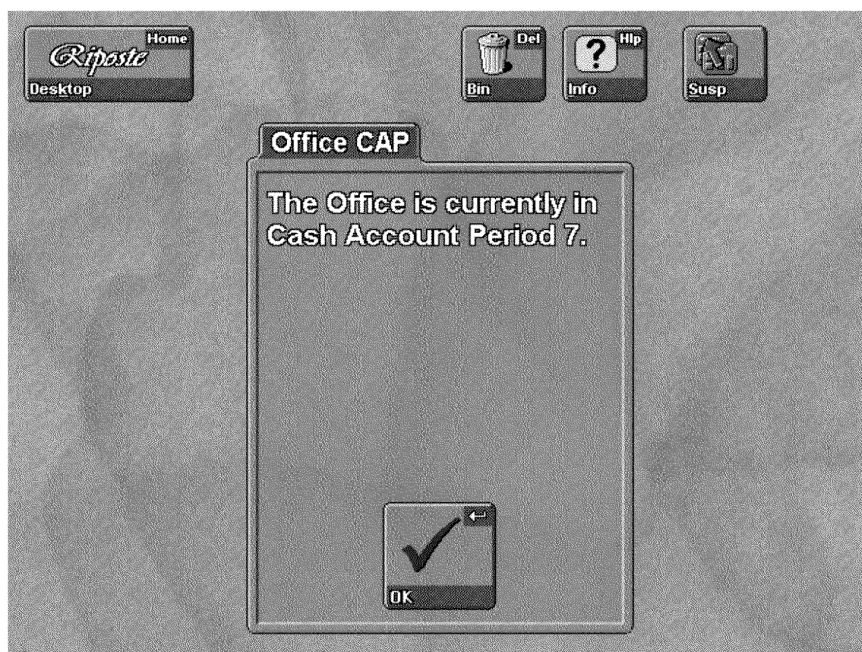 Riposte Home
Desktop
Del
Bin
?
Hlp
Info
Susp
Office CAP
The Office is currently in
Cash Account Period 7.
OK